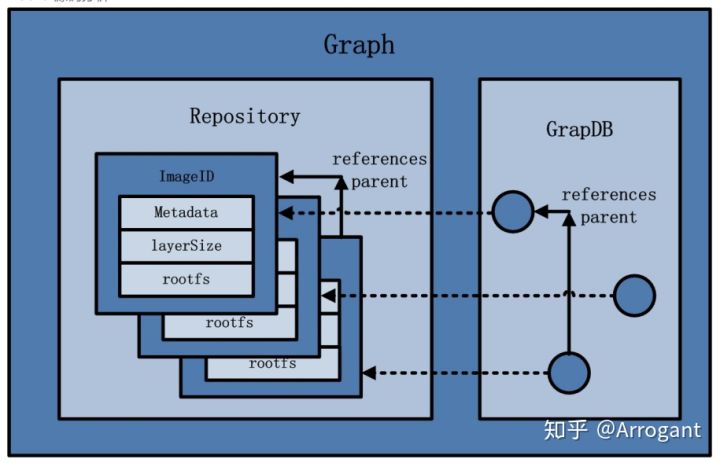 Graph
Repository
GrapDB
references
parent
ImageID
Metadata
layerSize
rootfs
rootfs
rootfs
references
parent
知乎 @Arrogant